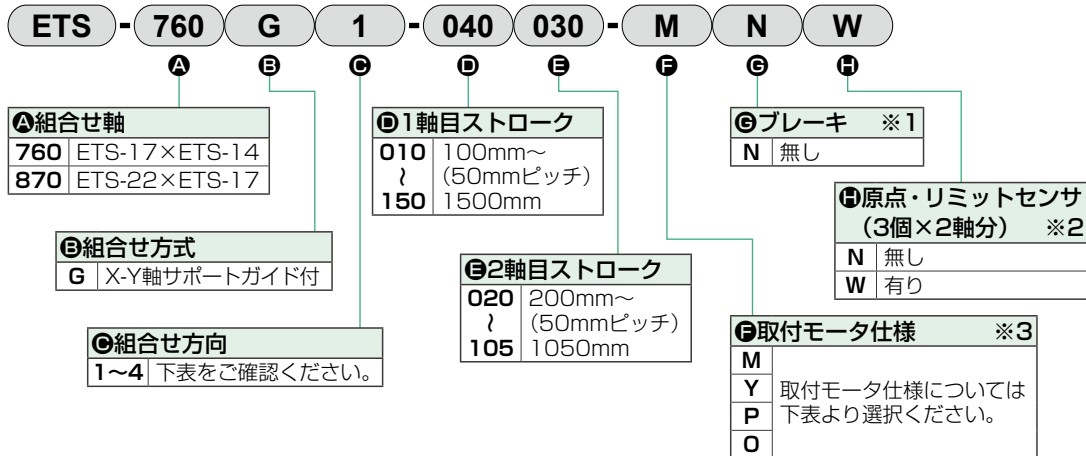 ETS-760G1-040030-MNW
A B C D E F G H
A組合せ軸
760 ETS-17×ETS-14
870 ETS-22×ETS-17
B組合せ方式
G X-Y軸サポートガイド付
C組合せ方向
1〜4 下表をご確認ください。
D1軸目ストローク
010 100mm〜
〜 (50mmピッチ)
150 1500mm
E2軸目ストローク
020 200mm〜
〜 (50mmピッチ)
105 1050mm
F取付モータ仕様 ※3
M
Y 取付モータ仕様については
P 下表より選択ください。
O
Gブレーキ ※1
N 無し
H原点・リミットセンサ
(3個×2軸分) ※2
N 無し
W 有り